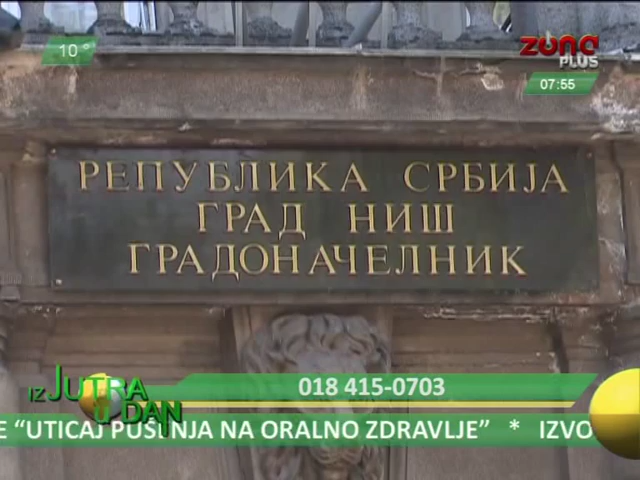 10°
zona
PLUS
07:55
РЕПУБЛИКА СРБИЈА
ГРАД НИШ
ГРАДОНАЧЕЛНИК
018 415-0703
IZ JUTRA
U DAN
E “UTICAJ PUŠENJA NA ORALNO ZDRAVLJE” * IZVO